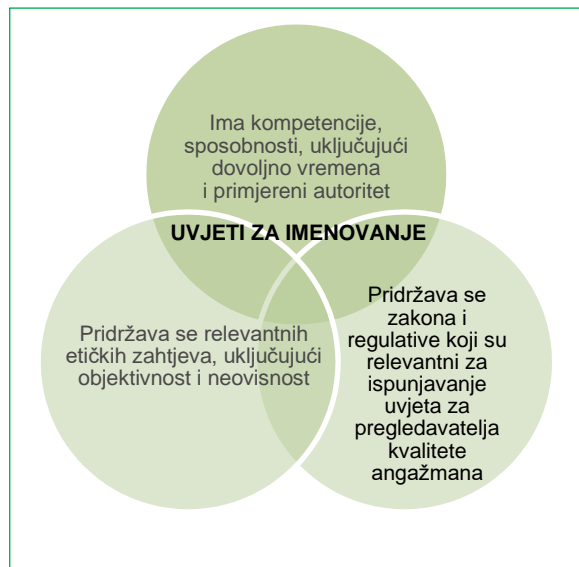 Ima kompetencije,
sposobnosti, uključujući
dovoljno vremena
i primjereni autoritet
UVJETI ZA IMENOVANJE
Pridržava se relevantnih
etičkih zahtjeva, uključujući
objektivnost i neovisnost
Pridržava se
zakona i
regulative koji su
relevantni za
ispunjavanje
uvjeta za
pregledavatelja
kvalitete
angažmana